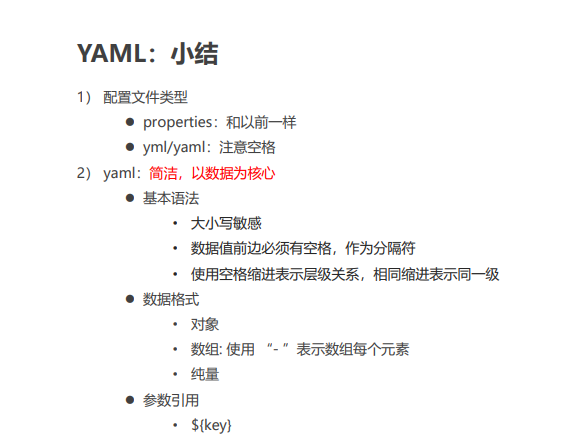 YAML：小结
1） 配置文件类型
● properties：和以前一样
● yml/yaml：注意空格
2） yaml：简洁，以数据为核心
● 基本语法
• 大小写敏感
• 数据值前边必须有空格，作为分隔符
• 使用空格缩进表示层级关系，相同缩进表示同一级
● 数据格式
• 对象
• 数组: 使用 “- ”表示数组每个元素
• 纯量
● 参数引用
• ${key}